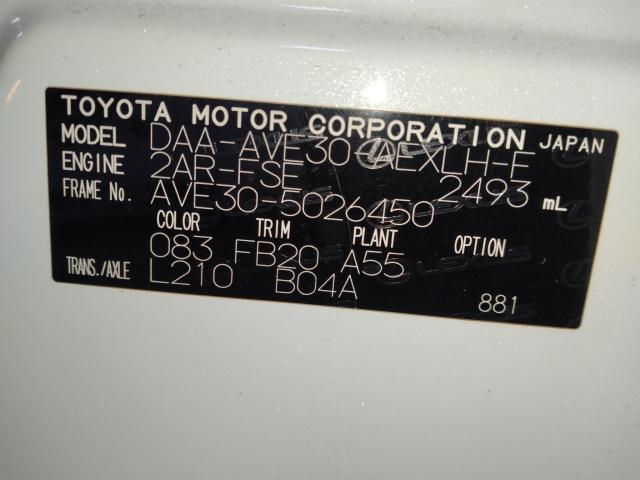 TOYOTA MOTOR CORPORATION JAPAN
MODEL DAA-AVE30-AEXLH-F
ENGINE 2AR-FSE 2493 mL
FRAME No. AVE30-5026450
COLOR TRIM PLANT OPTION
083 FB20 A55
TRANS./AXLE L210 B04A
881